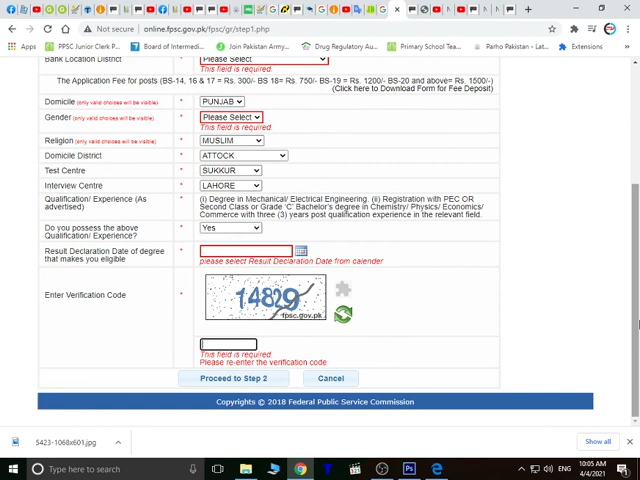 Not secure | online.fpsc.gov.pk/fpsc/gr/step1.php
Apps
PPSC Junior Clerk P...
Board of Intermedi...
Join Pakistan Army...
Drug Regulatory Au...
Primary School Tea...
Parho Pakistan - Lar...
Extensions
Bank Location District
Please Select
This field is required.
The Application Fee for posts (BS-14, 16 & 17 = Rs. 300/- BS 18= Rs. 750/- BS-19 = Rs. 1200/- BS-20 and above= Rs. 1500/-)
(Click here to Download Form for Fee Deposit)
Domicile (only valid choices will be visible) * PUNJAB
Gender (only valid choices will be visible) * Please Select
This field is required.
Religion (only valid choices will be visible) * MUSLIM
Domicile District * ATTOCK
Test Centre * SUKKUR
Interview Centre * LAHORE
Qualification/ Experience (As advertised)
(i) Degree in Mechanical/ Electrical Engineering. (ii) Registration with PEC OR
Second Class or Grade 'C' Bachelor's degree in Chemistry/ Physics/ Economics/
Commerce with three (3) years post qualification experience in the relevant field.
Do you possess the above
Qualification/ Experience? * Yes
Result Declaration Date of degree
that makes you eligible *
please select Result Declaration Date from calender
Enter Verification Code *
14829
fpsc.gov.pk
This field is required.
Please re-enter the verification code
Proceed to Step 2
Cancel
Copyrights © 2018 Federal Public Service Commission
5423-1068x601.jpg
Show all
Type here to search
ENG
10:05 AM
4/4/2021